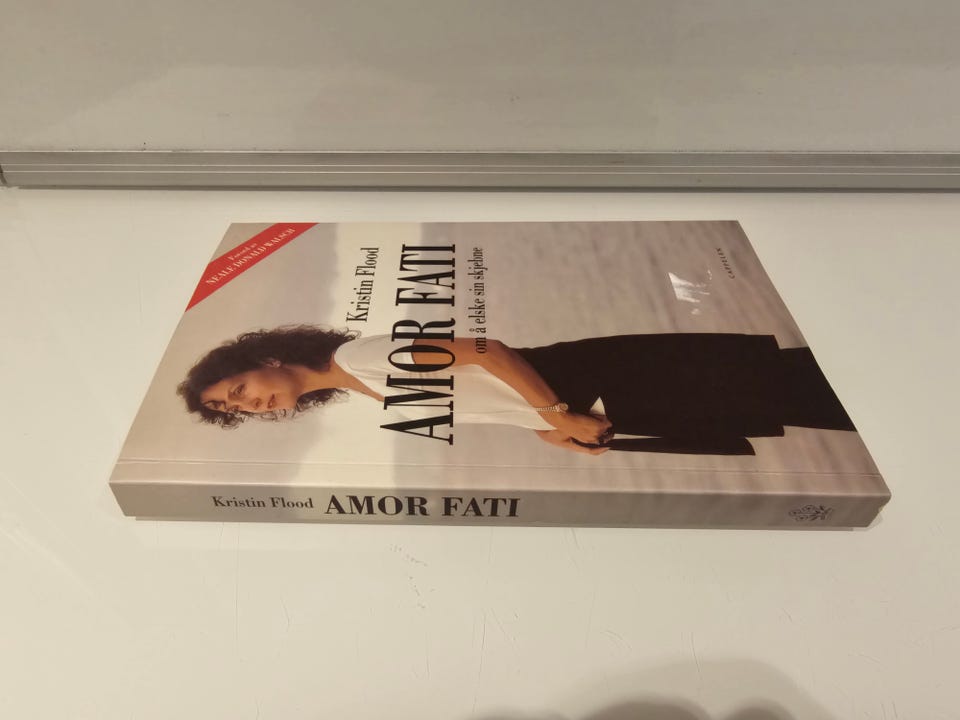 Forord av
NEALE DONALD WALSCH
Kristin Flood
AMOR FATI
om å elske sin skjebne
CAPPELEN
Kristin Flood AMOR FATI